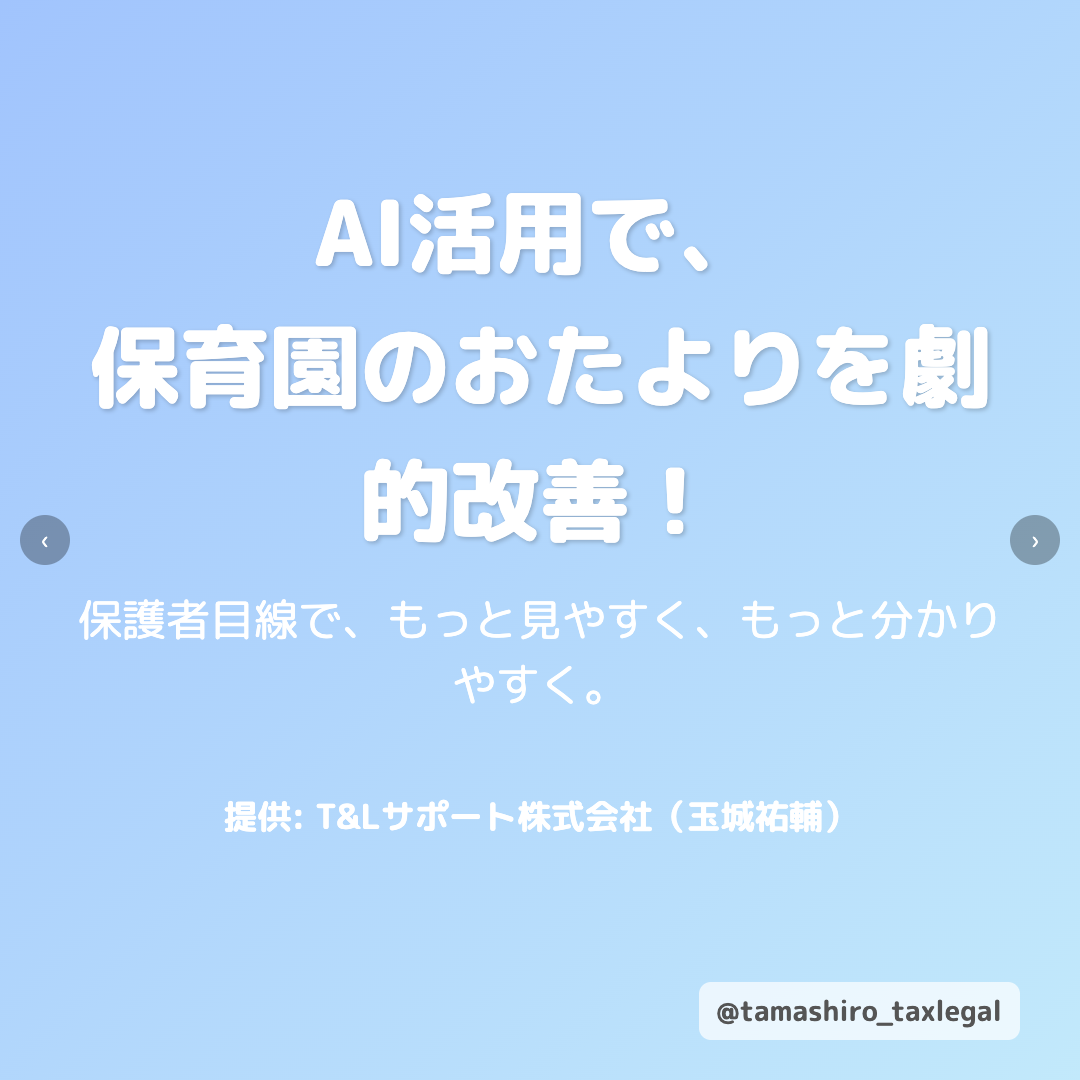 AI活用で、
保育園のおたよりを劇
的改善！
‹
›
保護者目線で、もっと見やすく、もっと分かり
やすく。
提供: T&Lサポート株式会社（玉城祐輔）
@tamashiro_taxlegal